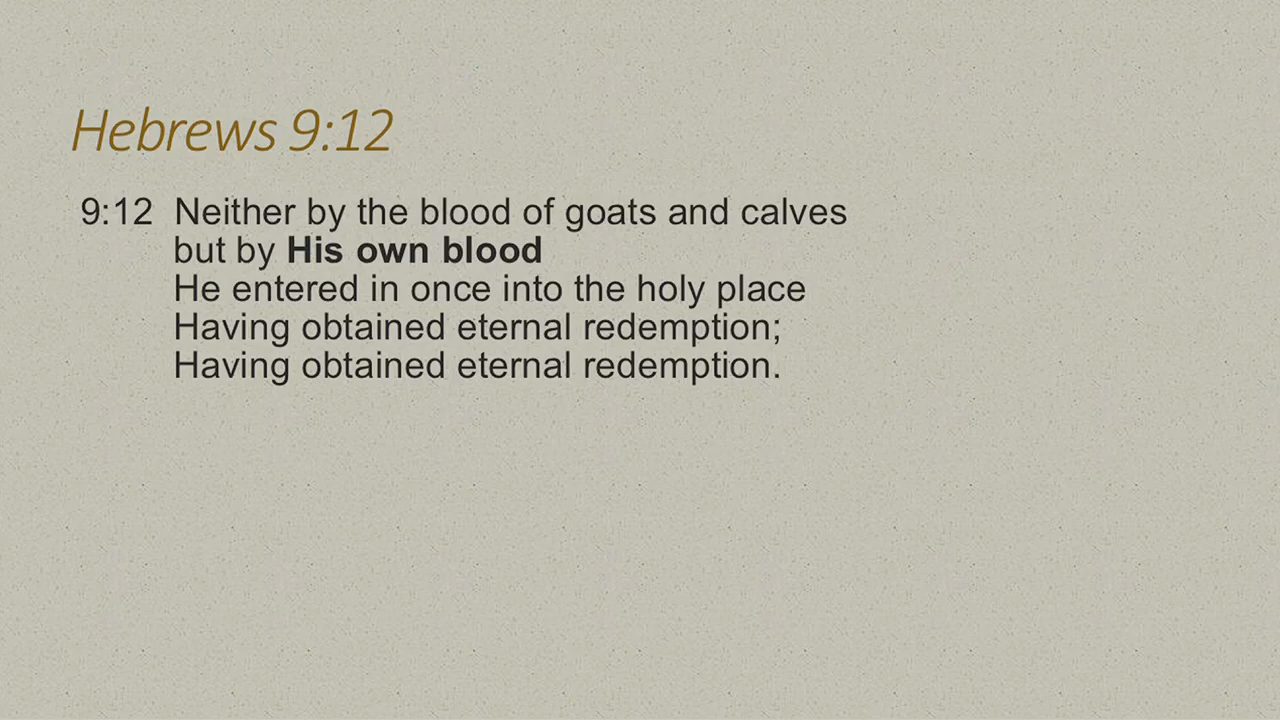 Hebrews 9:12
9:12 Neither by the blood of goats and calves
but by His own blood
He entered in once into the holy place
Having obtained eternal redemption;
Having obtained eternal redemption.